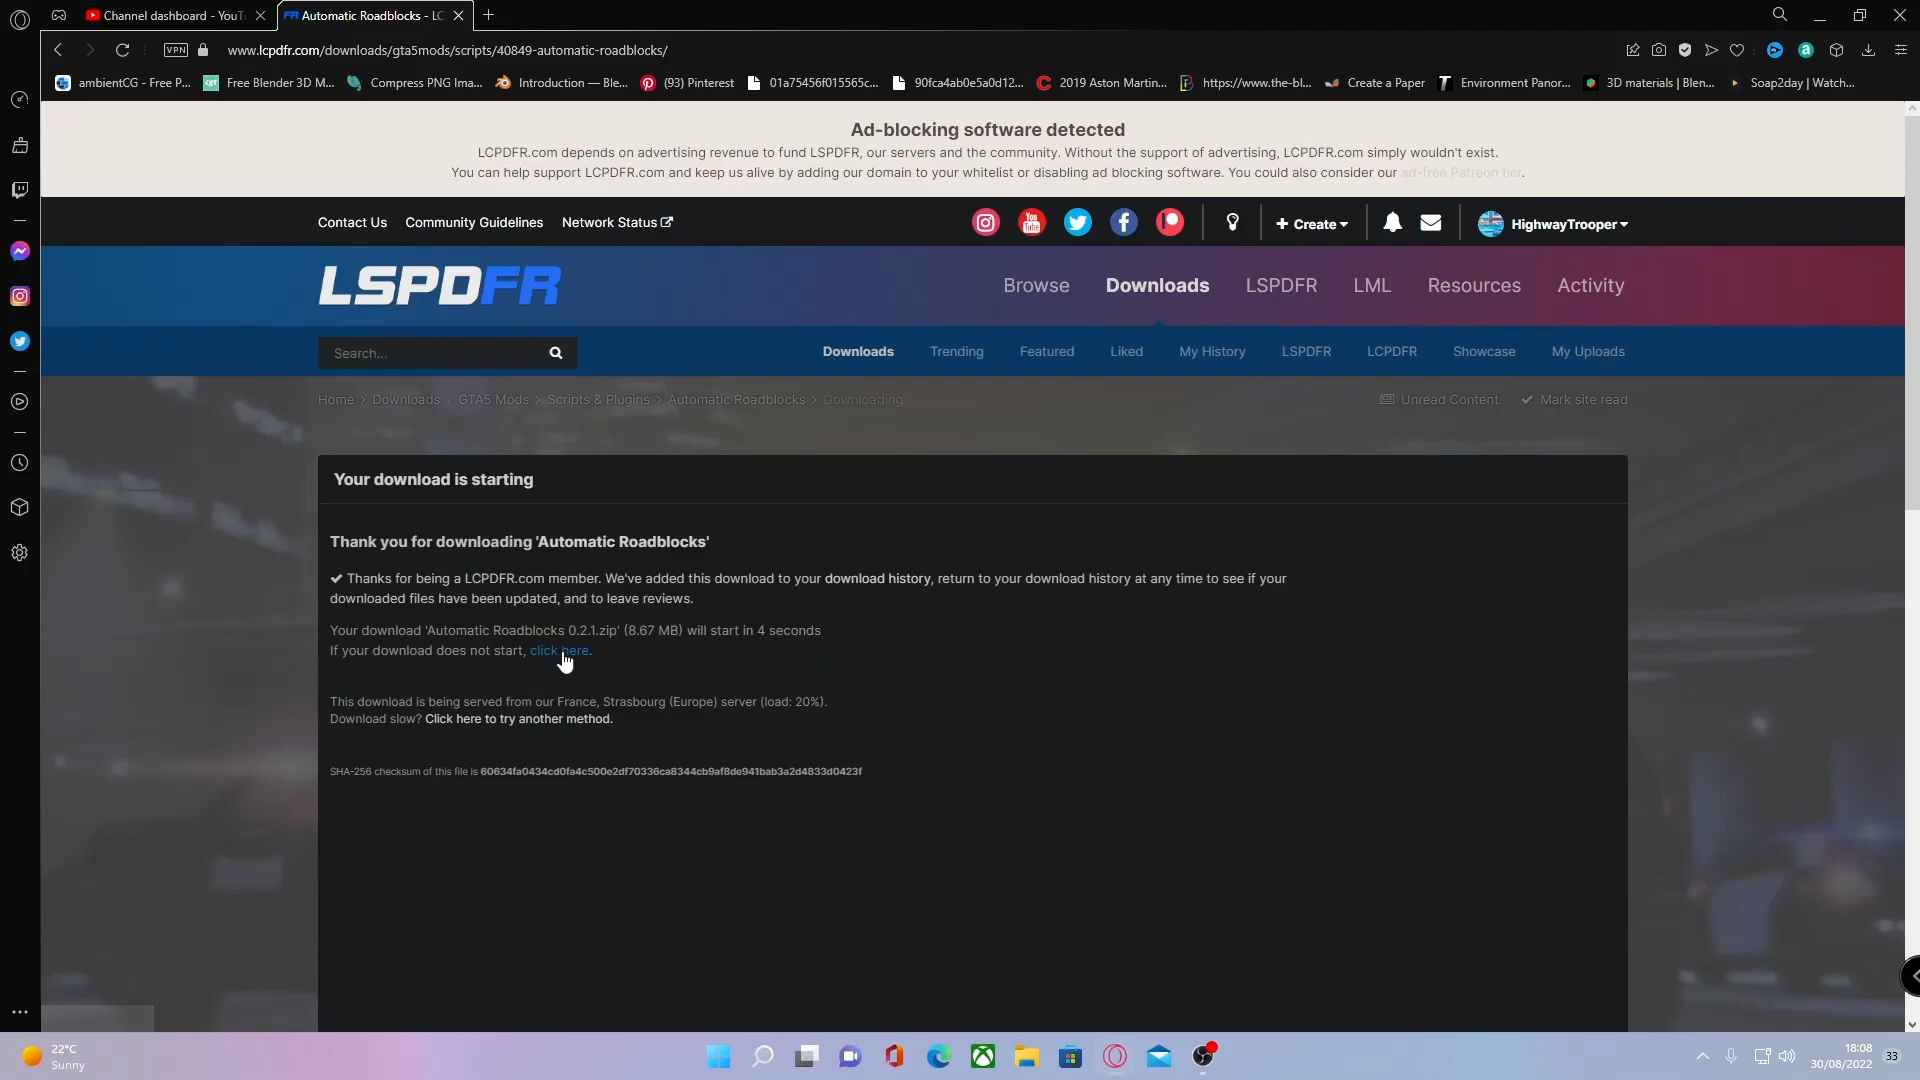 Channel dashboard - YouT
Automatic Roadblocks - LC
VPN
www.lcpdfr.com/downloads/gta5mods/scripts/40849-automatic-roadblocks/
ambientCG - Free P...
Free Blender 3D M...
Compress PNG Ima...
Introduction — Ble...
(93) Pinterest
01a75456f015565c...
90fca4ab0e5a0d12...
2019 Aston Martin...
https://www.the-bl...
Create a Paper
Environment Panor...
3D materials | Blen...
Soap2day | Watch...
Ad-blocking software detected
LCPDFR.com depends on advertising revenue to fund LSPDFR, our servers and the community. Without the support of advertising, LCPDFR.com simply wouldn't exist.
You can help support LCPDFR.com and keep us alive by adding our domain to your whitelist or disabling ad blocking software. You could also consider our ad-free Patreon tier.
Contact Us
Community Guidelines
Network Status
+ Create
HighwayTrooper
LSPDFR
Browse
Downloads
LSPDFR
LML
Resources
Activity
Search...
Downloads
Trending
Featured
Liked
My History
LSPDFR
LCPDFR
Showcase
My Uploads
Home > Downloads > GTA5 Mods > Scripts & Plugins > Automatic Roadblocks > Downloading
Unread Content
Mark site read
Your download is starting
Thank you for downloading 'Automatic Roadblocks'
Thanks for being a LCPDFR.com member. We've added this download to your download history, return to your download history at any time to see if your
downloaded files have been updated, and to leave reviews.
Your download 'Automatic Roadblocks 0.2.1.zip' (8.67 MB) will start in 4 seconds
If your download does not start, click here.
This download is being served from our France, Strasbourg (Europe) server (load: 20%).
Download slow? Click here to try another method.
SHA-256 checksum of this file is 60634fa0434cd0fa4c500e2df70336ca8344cb9af8de941bab3a2d4833d0423f
22°C
Sunny
18:08
30/08/2022
33